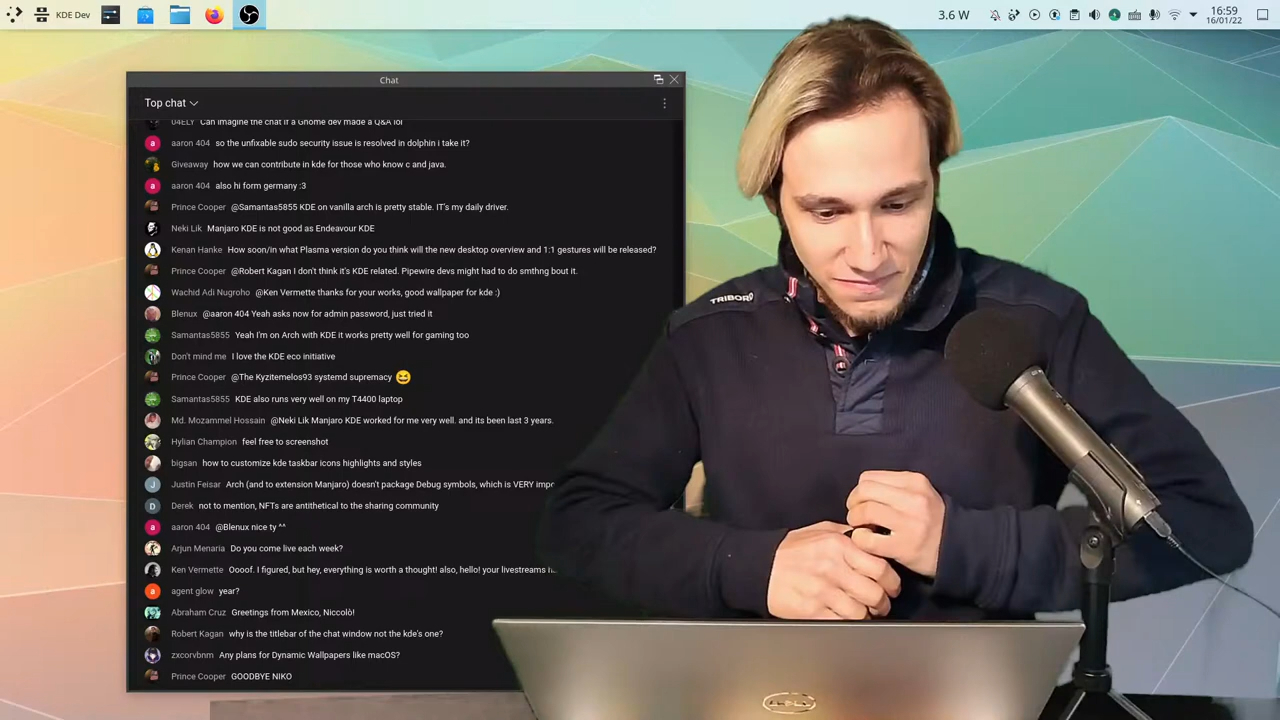 KDE Dev
3.6 W
16:59
16/01/22
Chat
Top chat
04ELY Can imagine the chat if a Gnome dev made a Q&A lol
aaron 404 so the unfixable sudo security issue is resolved in dolphin i take it?
Giveaway how we can contribute in kde for those who know c and java.
aaron 404 also hi form germany :3
Prince Cooper @Samantas5855 KDE on vanilla arch is pretty stable. IT's my daily driver.
Neki Lik Manjaro KDE is not good as Endeavour KDE
Kenan Hanke How soon/in what Plasma version do you think will the new desktop overview and 1:1 gestures will be released?
Prince Cooper @Robert Kagan I don't think it's KDE related. Pipewire devs might had to do smthng bout it.
Wachid Adi Nugroho @Ken Vermette thanks for your works, good wallpaper for kde :)
Blenux @aaron 404 Yeah asks now for admin password, just tried it
Samantas5855 Yeah I'm on Arch with KDE it works pretty well for gaming too
Don't mind me I love the KDE eco initiative
Prince Cooper @The Kyzitemelos93 systemd supremacy 😆
Samantas5855 KDE also runs very well on my T4400 laptop
Md. Mozammel Hossain @Neki Lik Manjaro KDE worked for me very well. and its been last 3 years.
Hylian Champion feel free to screenshot
bigsan how to customize kde taskbar icons highlights and styles
Justin Feisar Arch (and to extension Manjaro) doesn't package Debug symbols, which is VERY impo
Derek not to mention, NFTs are antithetical to the sharing community
aaron 404 @Blenux nice ty ^^
Arjun Menaria Do you come live each week?
Ken Vermette Oooof. I figured, but hey, everything is worth a thought! also, hello! your livestreams
agent glow year?
Abraham Cruz Greetings from Mexico, Niccolò!
Robert Kagan why is the titlebar of the chat window not the kde's one?
zxcorvbnm Any plans for Dynamic Wallpapers like macOS?
Prince Cooper GOODBYE NIKO
TRIBORD
DELL